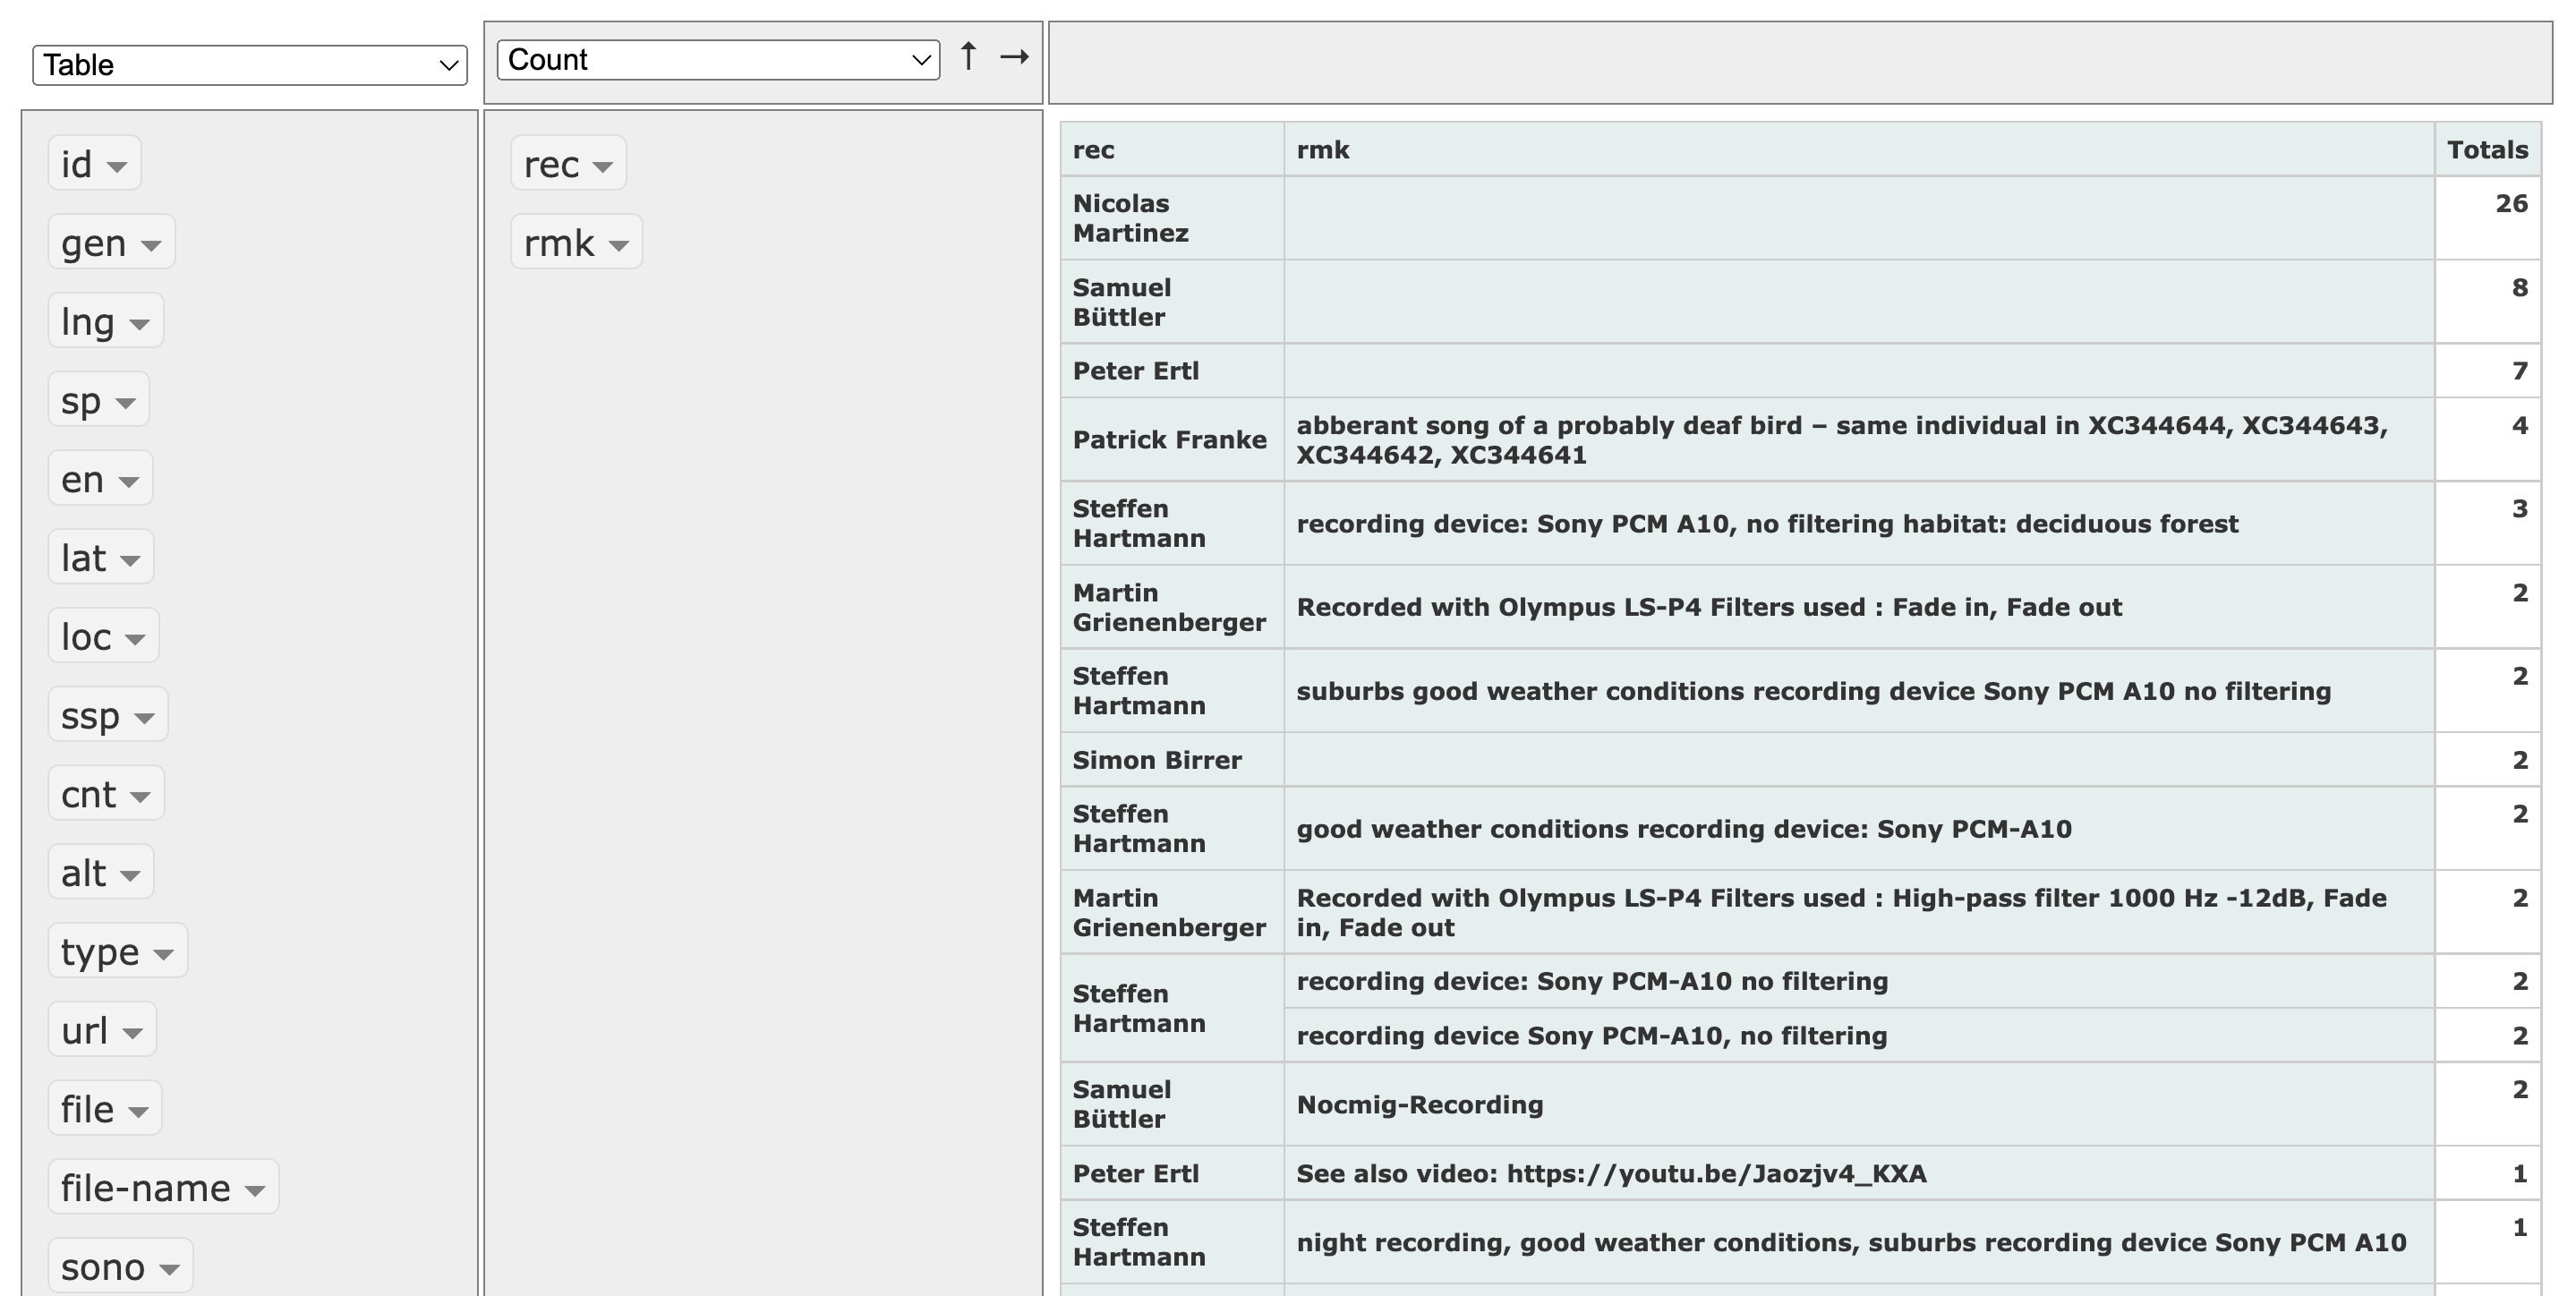 Table
Count ↑ →
id
gen
lng
sp
en
lat
loc
ssp
cnt
alt
type
url
file
file-name
sono
rec
rmk
rec rmk Totals
Nicolas
Martinez
26
Samuel
Büttler
8
Peter Ertl 7
Patrick Franke
abberant song of a probably deaf bird – same individual in XC344644, XC344643,
XC344642, XC344641
4
Steffen
Hartmann
recording device: Sony PCM A10, no filtering habitat: deciduous forest
3
Martin
Grienenberger
Recorded with Olympus LS-P4 Filters used : Fade in, Fade out
2
Steffen
Hartmann
suburbs good weather conditions recording device Sony PCM A10 no filtering
2
Simon Birrer 2
Steffen
Hartmann
good weather conditions recording device: Sony PCM-A10
2
Martin
Grienenberger
Recorded with Olympus LS-P4 Filters used : High-pass filter 1000 Hz -12dB, Fade
in, Fade out
2
Steffen
Hartmann
recording device: Sony PCM-A10 no filtering 2
recording device Sony PCM-A10, no filtering 2
Samuel
Büttler
Nocmig-Recording
2
Peter Ertl See also video: https://youtu.be/Jaozjv4_KXA 1
Steffen
Hartmann
night recording, good weather conditions, suburbs recording device Sony PCM A10
1